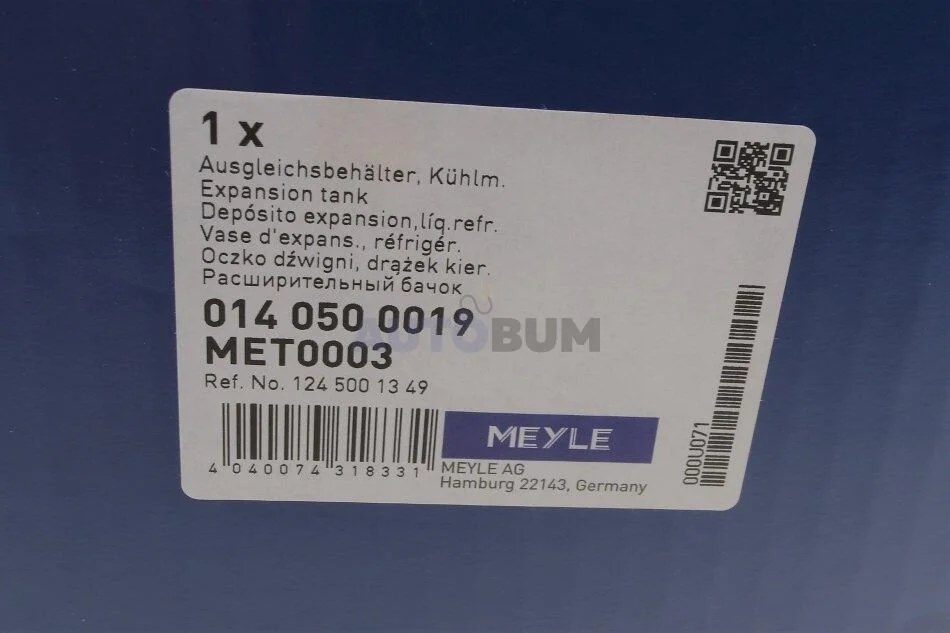 1 x
Ausgleichsbehälter, Kühlm.
Expansion tank
Depósito expansion,líq.refr.
Vase d'expans., réfrigér.
Oczko dźwigni, drążek kier.
Расширительный бачок
014 050 0019
AUTOBUM
MET0003
Ref. No. 124 500 13 49
4 040074 318331
MEYLE
MEYLE AG
Hamburg 22143, Germany
000U071